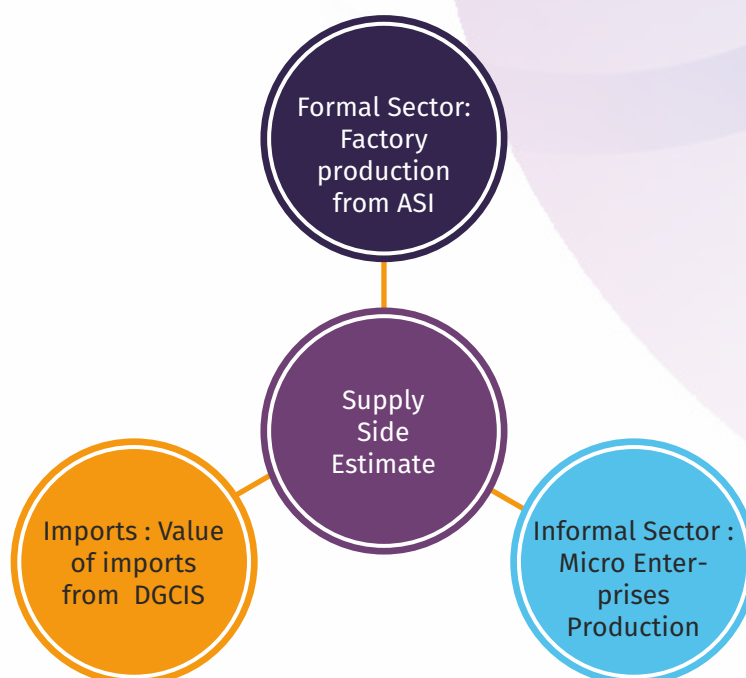 Formal Sector:
Factory
production
from ASI
Supply
Side
Estimate
Imports : Value
of imports
from  DGCIS
Informal Sector :
Micro Enter-
prises
Production